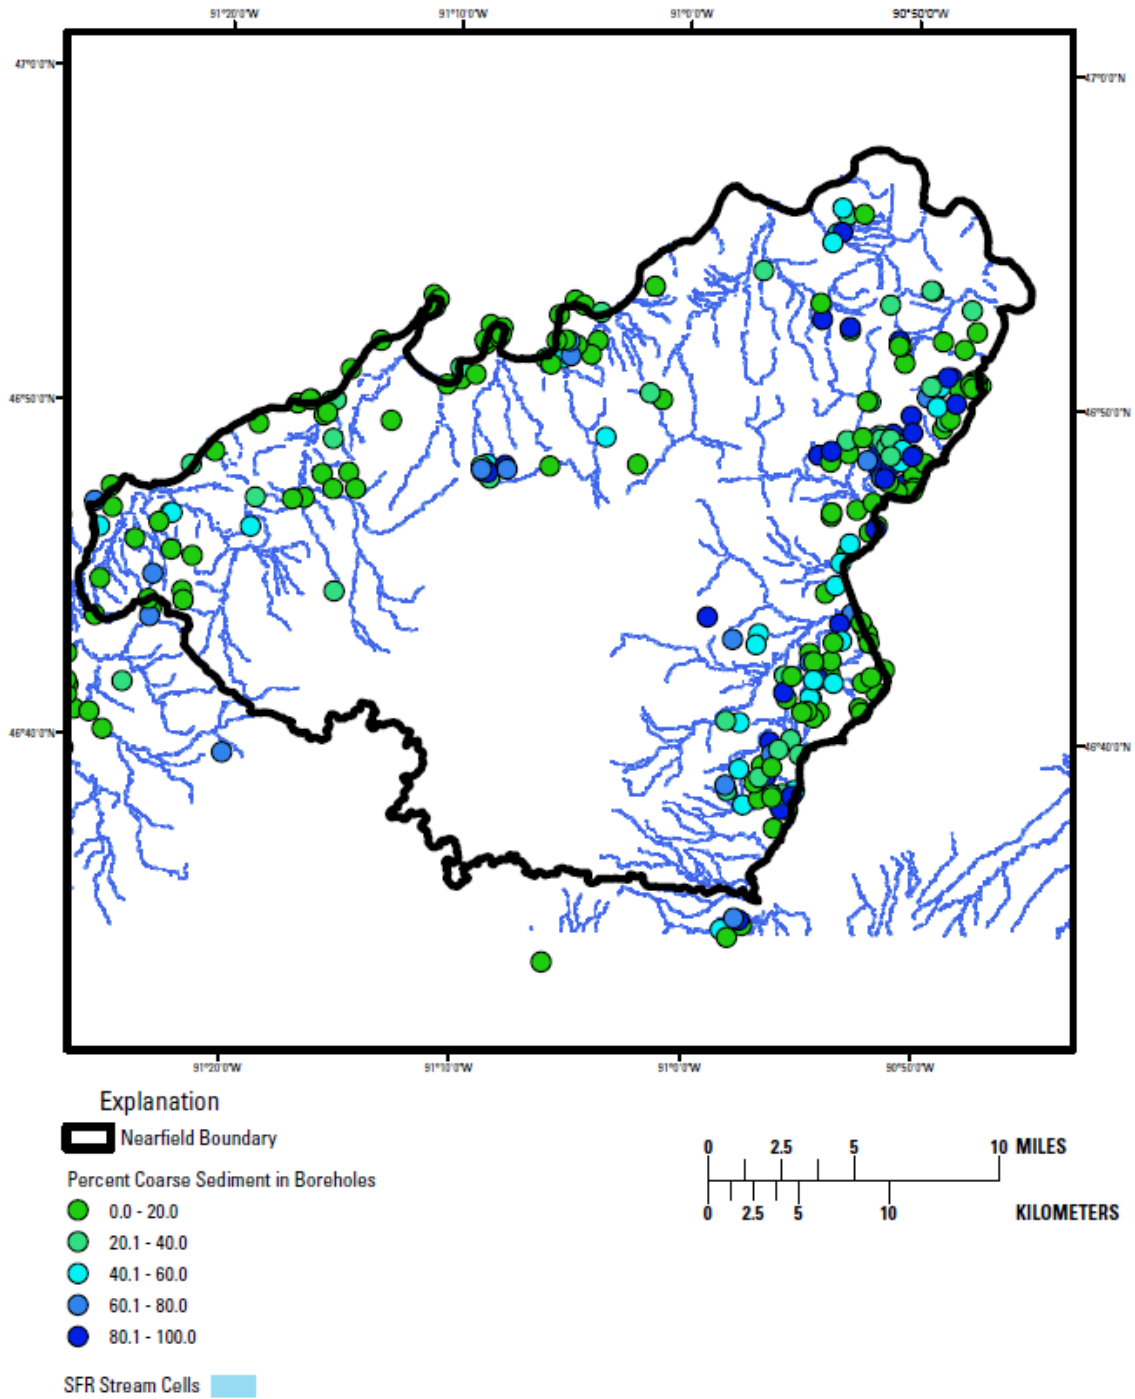 91°20'0"W 91°10'0"W 91°0'0"W 90°50'0"W
47°0'0"N 47°0'0"N
46°50'0"N 46°50'0"N
46°40'0"N 46°40'0"N
91°20'0"W 91°10'0"W 91°0'0"W 90°50'0"W
Explanation
Nearfield Boundary
Percent Coarse Sediment in Boreholes
0.0 - 20.0
20.1 - 40.0
40.1 - 60.0
60.1 - 80.0
80.1 - 100.0
SFR Stream Cells
0 2.5 5 10 MILES
0 2.5 5 10 KILOMETERS